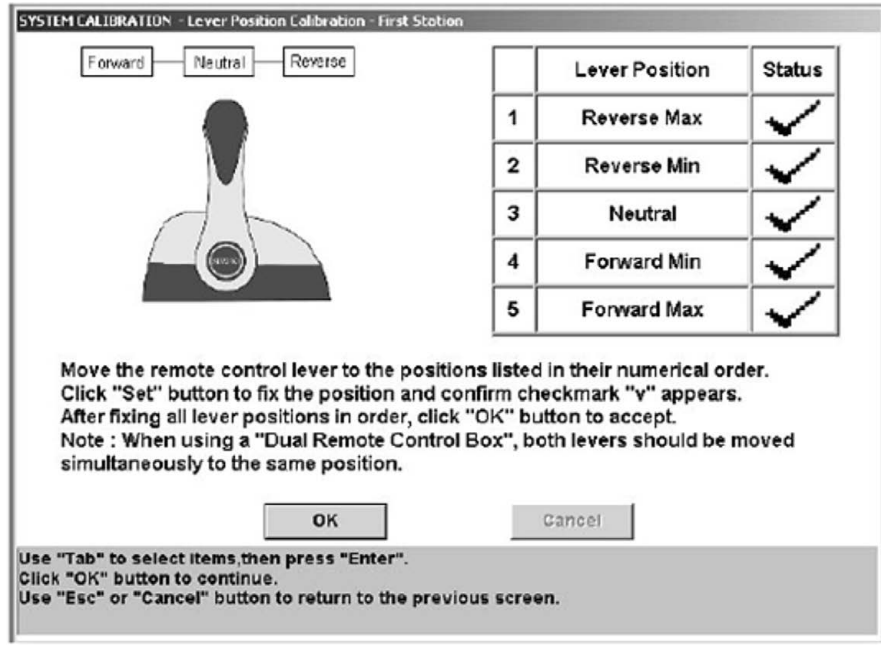 SYSTEM CALIBRATION - Lever Position Calibration - First Station
Forward Neutral Reverse
Lever Position Status
1 Reverse Max
2 Reverse Min
3 Neutral
4 Forward Min
5 Forward Max
Move the remote control lever to the positions listed in their numerical order.
Click "Set" button to fix the position and confirm checkmark "v" appears.
After fixing all lever positions in order, click "OK" button to accept.
Note : When using a "Dual Remote Control Box", both levers should be moved
simultaneously to the same position.
OK Cancel
Use "Tab" to select items,then press "Enter".
Click "OK" button to continue.
Use "Esc" or "Cancel" button to return to the previous screen.